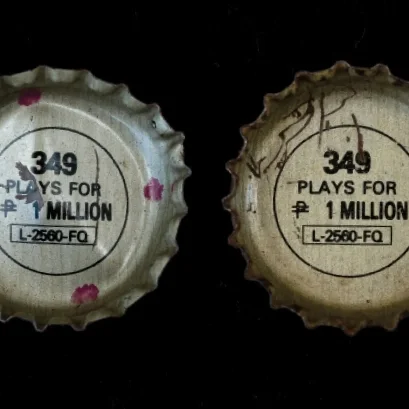 349
PLAYS FOR
₱ 1 MILLION
L-2560-FQ
349
PLAYS FOR
₱ 1 MILLION
L-2560-FQ